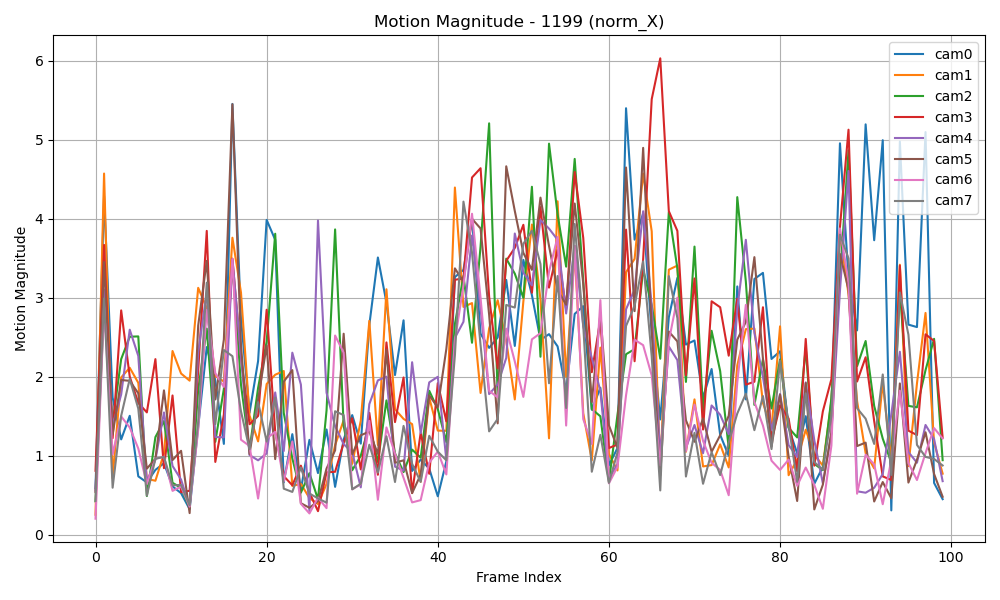 Motion Magnitude - 1199 (norm_X)
Motion Magnitude
6
5
4
3
2
1
0
cam0
cam1
cam2
cam3
cam4
cam5
cam6
cam7
0 20 40 60 80 100
Frame Index